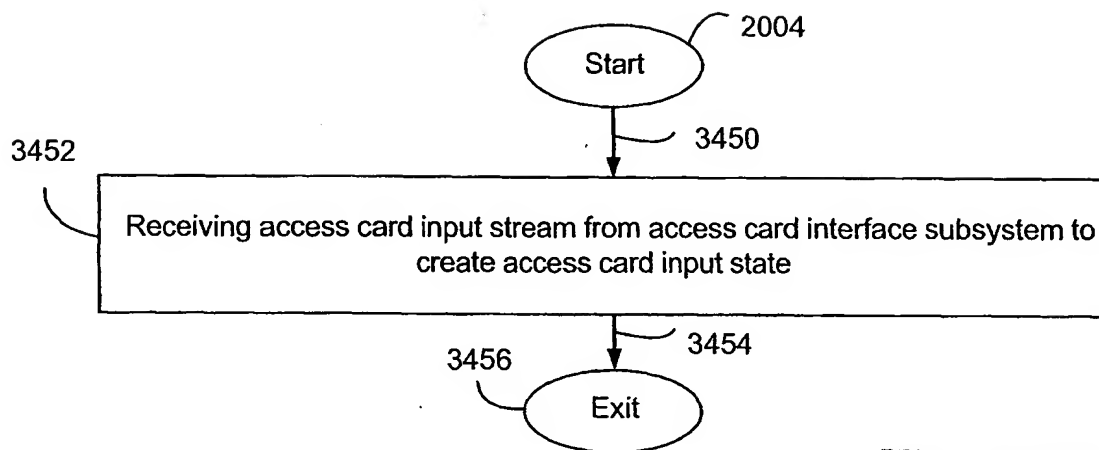 2004
Start
3450
3452
Receiving access card input stream from access card interface subsystem to
create access card input state
3454
3456
Exit